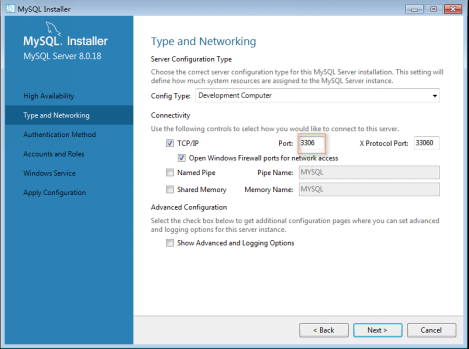 MySQL Installer
MySQL. Installer
MySQL Server 8.0.18
High Availability
Type and Networking
Authentication Method
Accounts and Roles
Windows Service
Apply Configuration
Type and Networking
Server Configuration Type
Choose the correct server configuration type for this MySQL Server installation. This setting will
define how much system resources are assigned to the MySQL Server instance.
Config Type: Development Computer
Connectivity
Use the following controls to select how you would like to connect to this server.
TCP/IP Port: 3306 X Protocol Port: 33060
Open Windows Firewall ports for network access
Named Pipe Pipe Name: MYSQL
Shared Memory Memory Name: MYSQL
Advanced Configuration
Select the check box below to get additional configuration pages where you can set advanced
and logging options for this server instance.
Show Advanced and Logging Options
< Back Next > Cancel